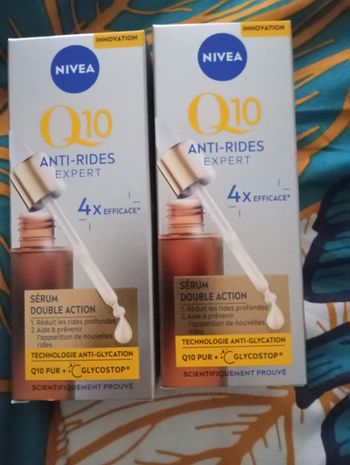 INNOVATION
NIVEA
Q10
ANTI-RIDES
EXPERT
4x EFFICACE*
SÉRUM
DOUBLE ACTION
1. Réduit les rides profondes
2. Aide à prévenir
l'apparition de nouvelles
rides
TECHNOLOGIE ANTI-GLYCATION
Q10 PUR + GLYCOSTOP®
SCIENTIFIQUEMENT PROUVÉ
INNOVATION
NIVEA
Q10
ANTI-RIDES
EXPERT
4x EFFICACE*
SÉRUM
DOUBLE ACTION
1. Réduit les rides profondes
2. Aide à prévenir
l'apparition de nouvelles
rides
TECHNOLOGIE ANTI-GLYCATION
Q10 PUR + GLYCOSTOP®
SCIENTIFIQUEMENT PROUVÉ